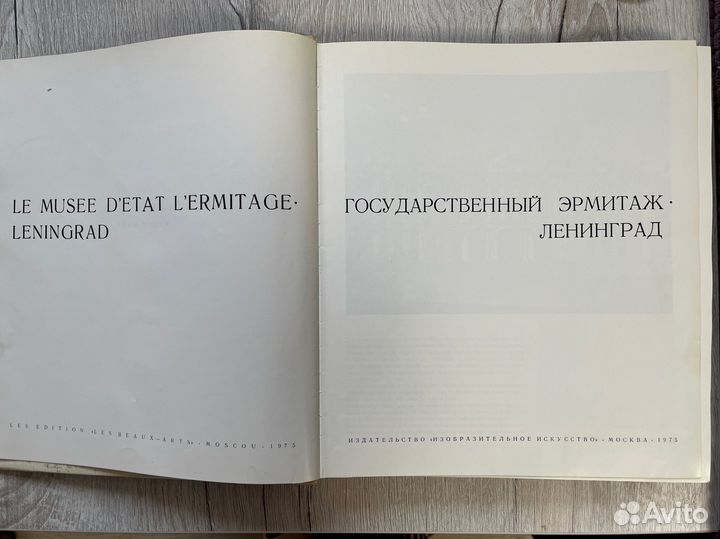 LE MUSEE D'ETAT L'ERMITAGE·
LENINGRAD
LES EDITION «LES BEAUX-ARTS» · MOSCOU · 1975
ГОСУДАРСТВЕННЫЙ ЭРМИТАЖ·
ЛЕНИНГРАД
ИЗДАТЕЛЬСТВО «ИЗОБРАЗИТЕЛЬНОЕ ИСКУССТВО» · МОСКВА · 1975
Avito